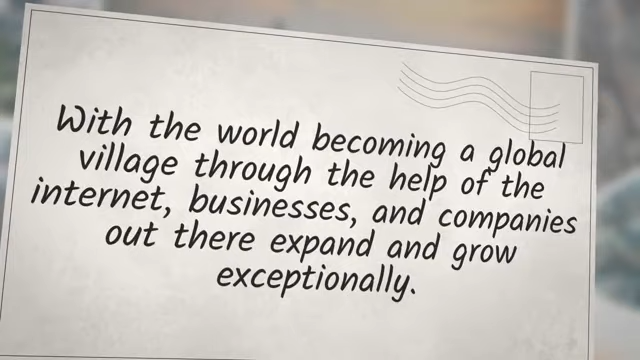 With the world becoming a global
village through the help of the
internet, businesses, and companies
out there expand and grow
exceptionally.